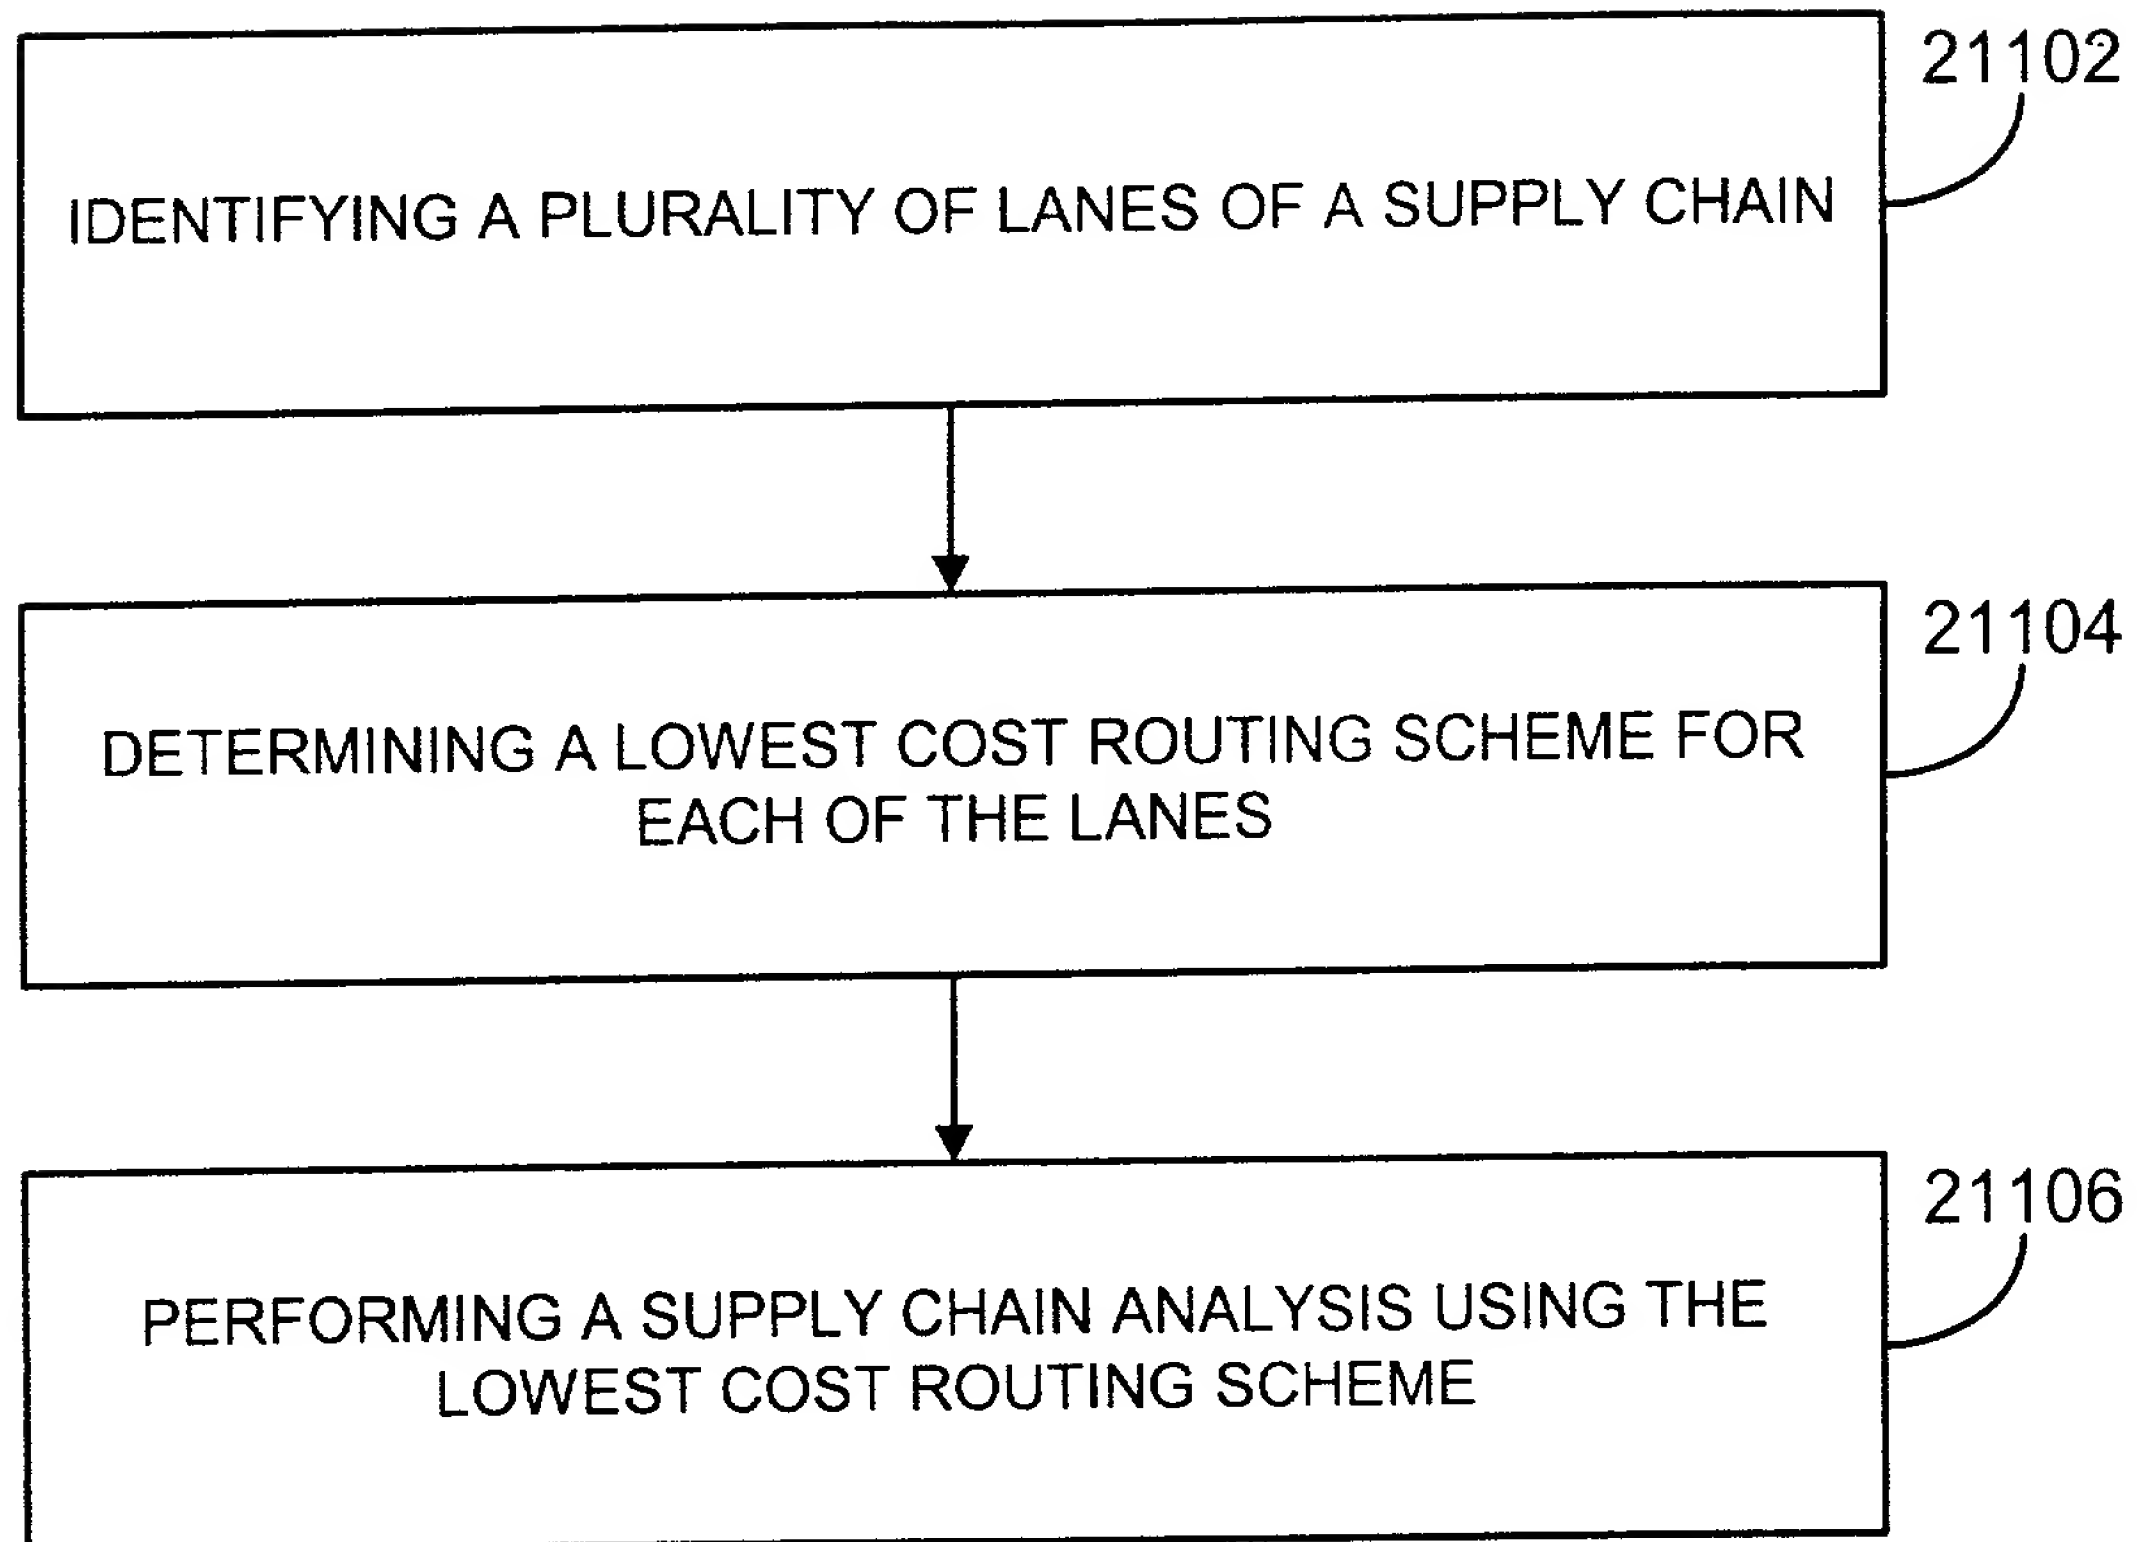 21102
IDENTIFYING A PLURALITY OF LANES OF A SUPPLY CHAIN
21104
DETERMINING A LOWEST COST ROUTING SCHEME FOR
EACH OF THE LANES
21106
PERFORMING A SUPPLY CHAIN ANALYSIS USING THE
LOWEST COST ROUTING SCHEME